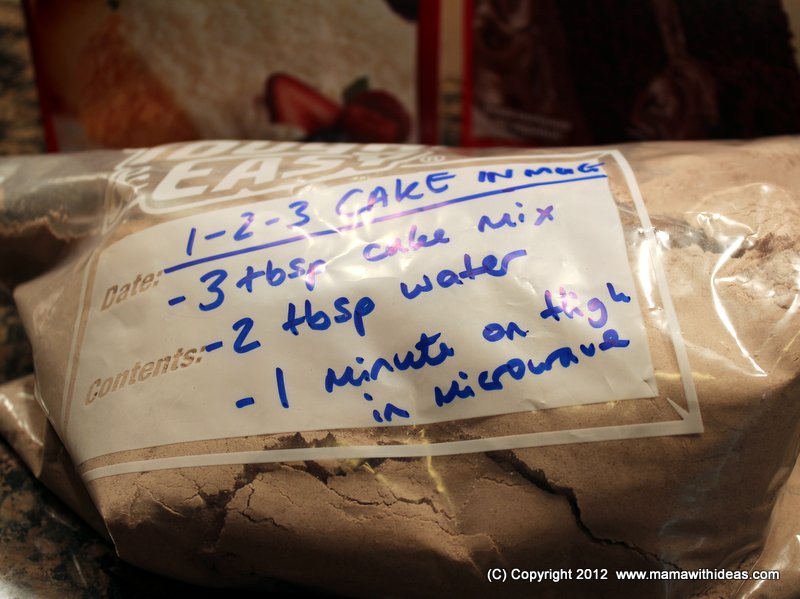 & EASY®
1-2-3 CAKE IN MUG
Date:
- 3 tbsp cake mix
- 2 tbsp water
Contents:
- 1 minute on High
in microwave
(C) Copyright 2012 www.mamawithideas.com